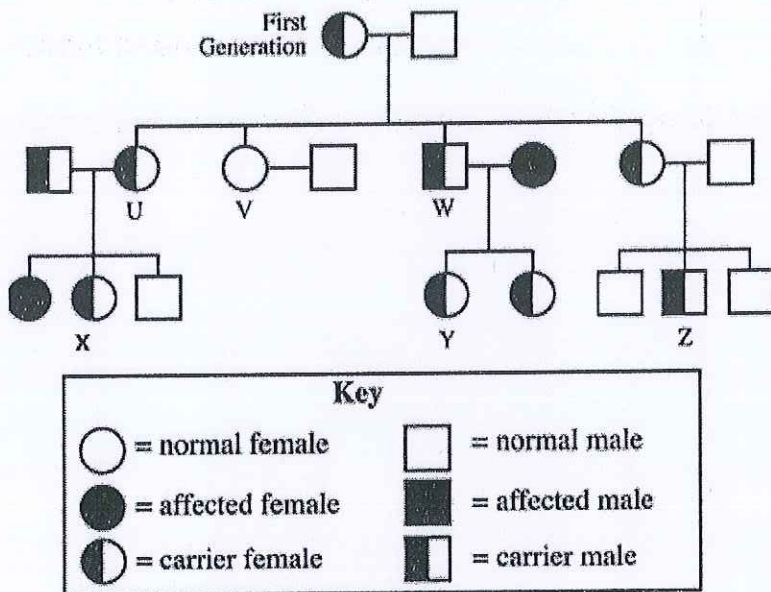 First
Generation
U V W
X Y Z
Key
= normal female = normal male
= affected female = affected male
= carrier female = carrier male